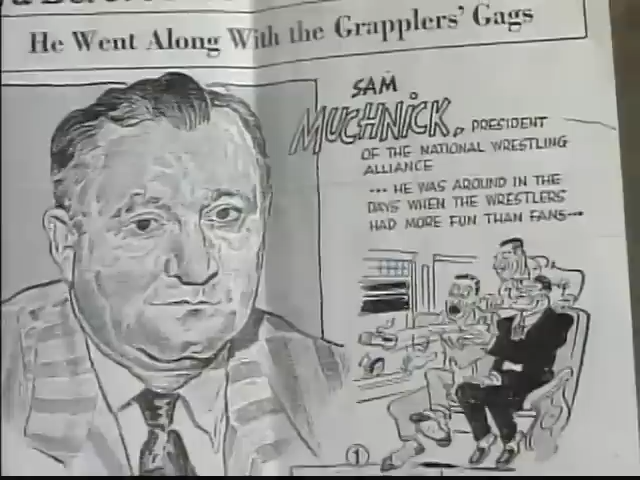 He Went Along With the Grapplers' Gags
SAM
MUCHNICK, PRESIDENT
OF THE NATIONAL WRESTLING
ALLIANCE
... HE WAS AROUND IN THE
DAYS WHEN THE WRESTLERS
HAD MORE FUN THAN FANS...
1